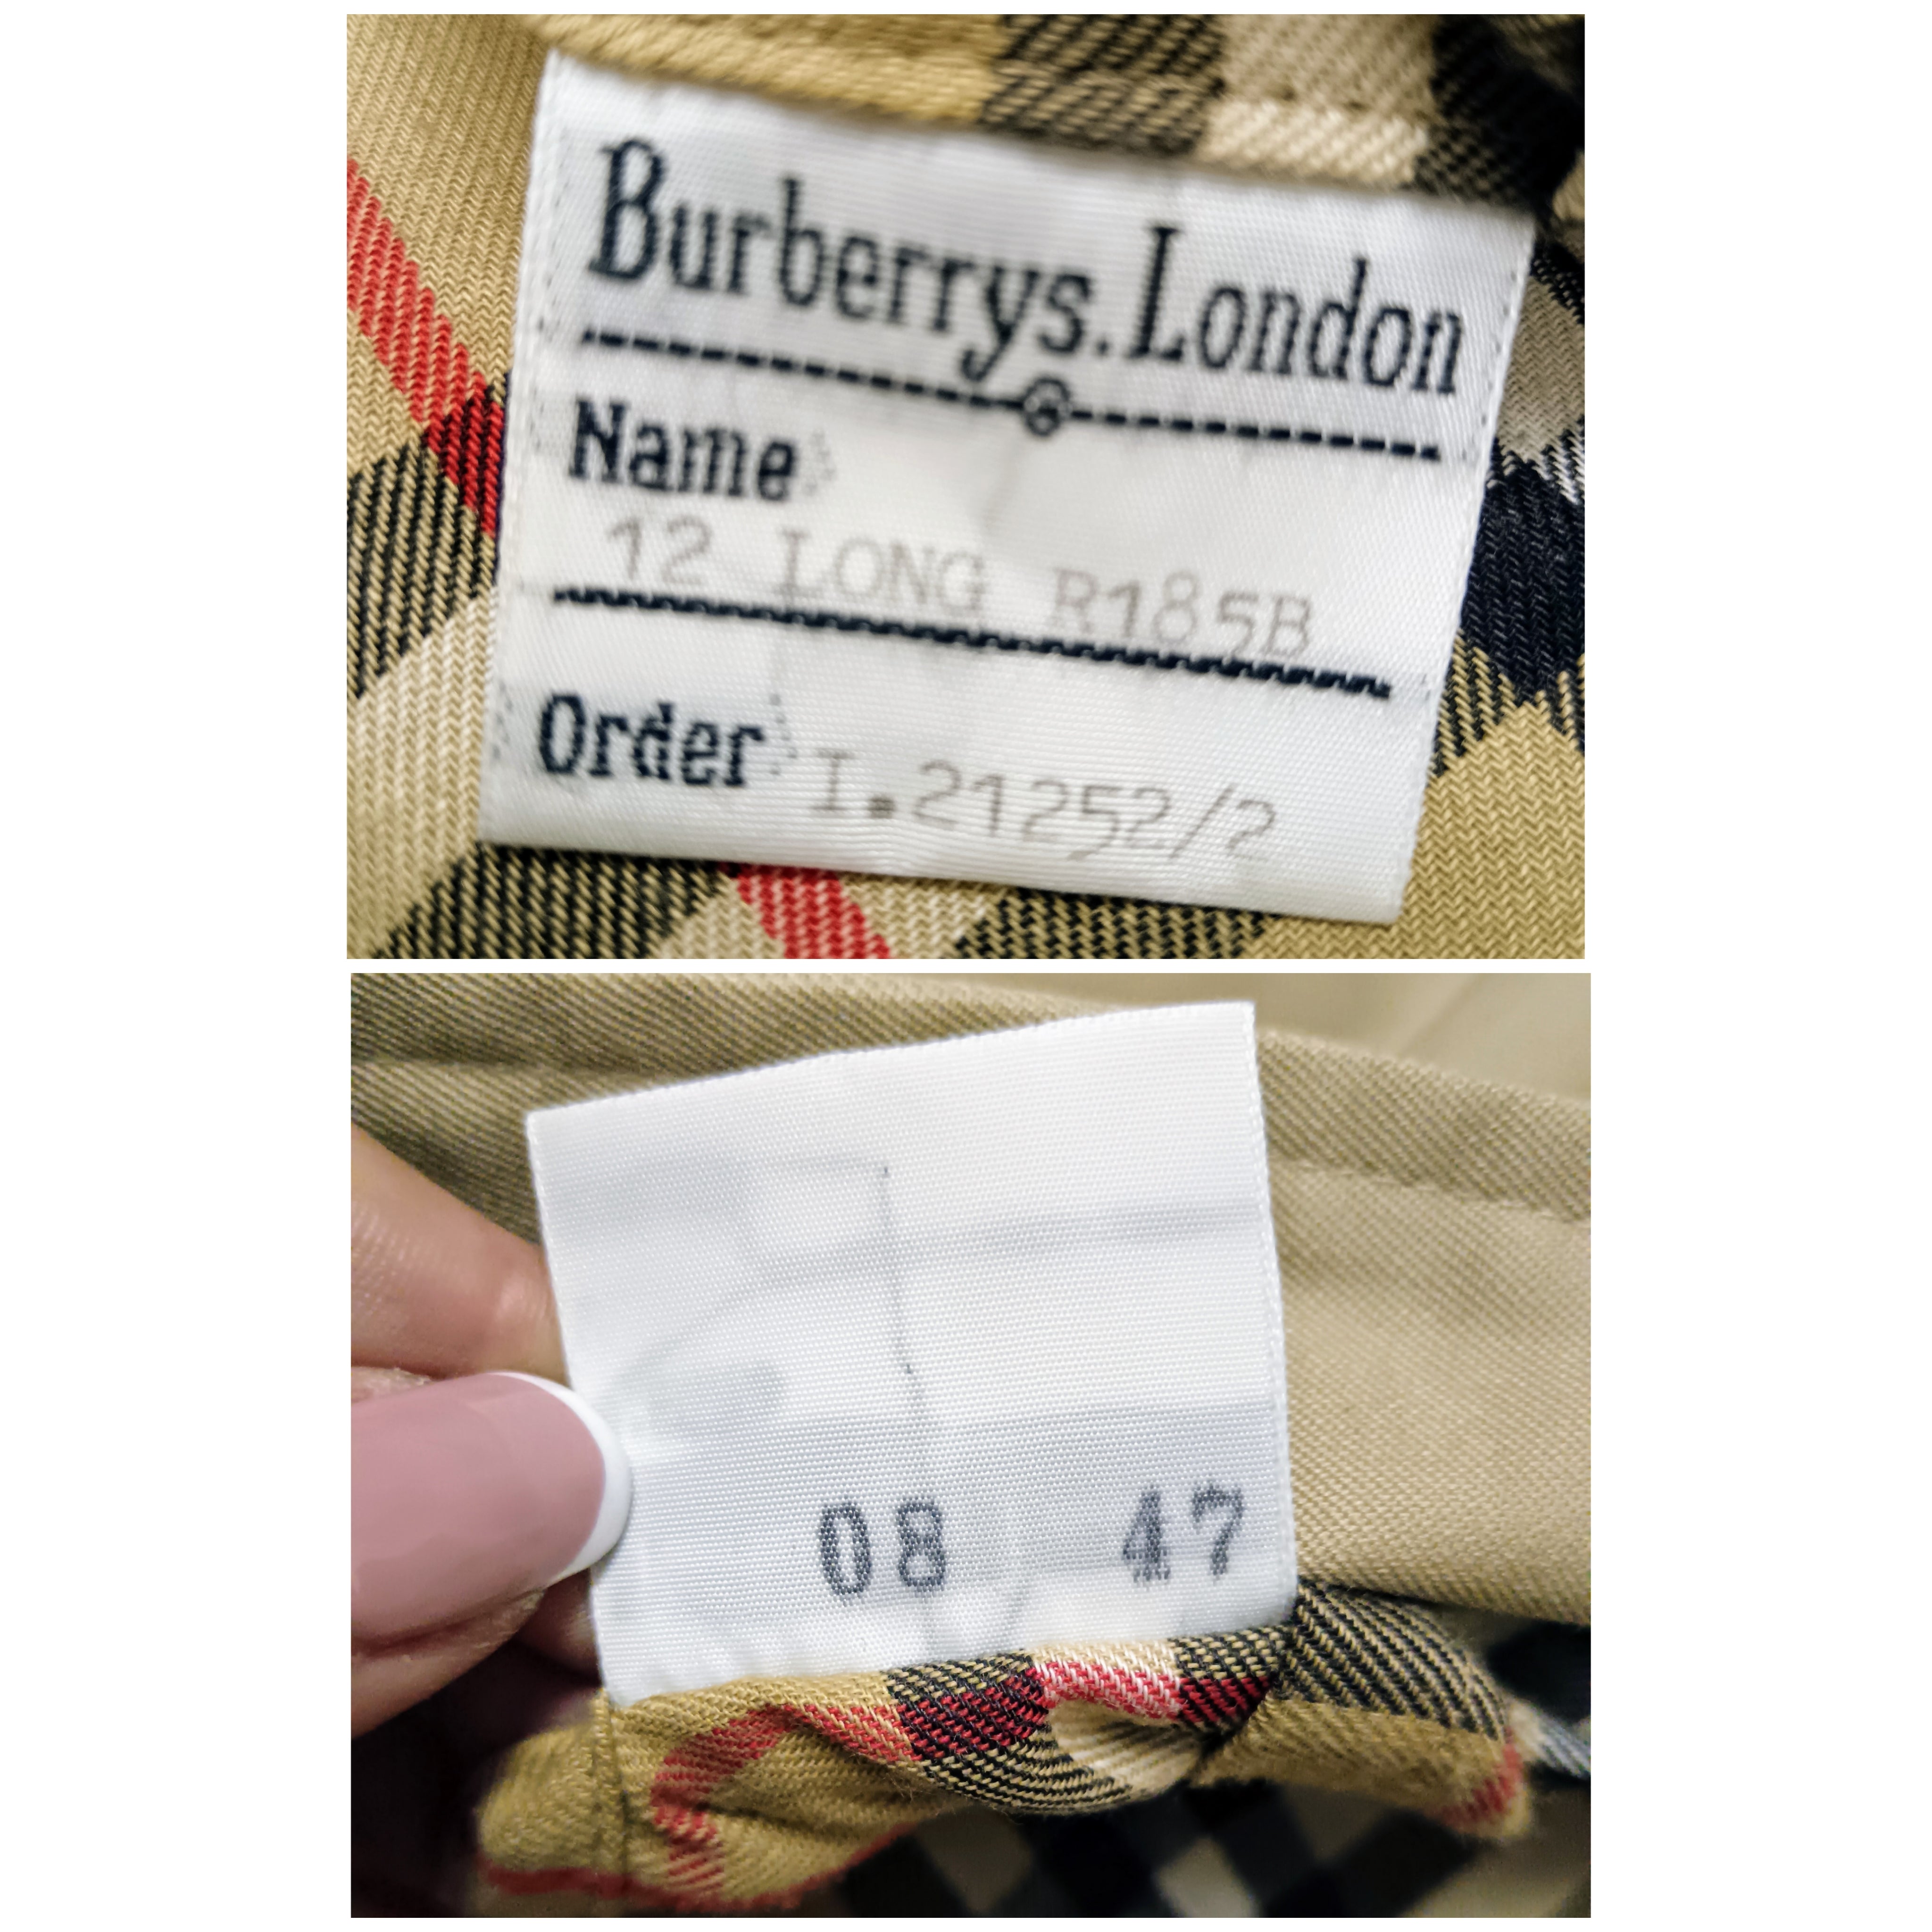 Burberrys. London
Name
12 LONG R185B
Order I.21252/2
08 47